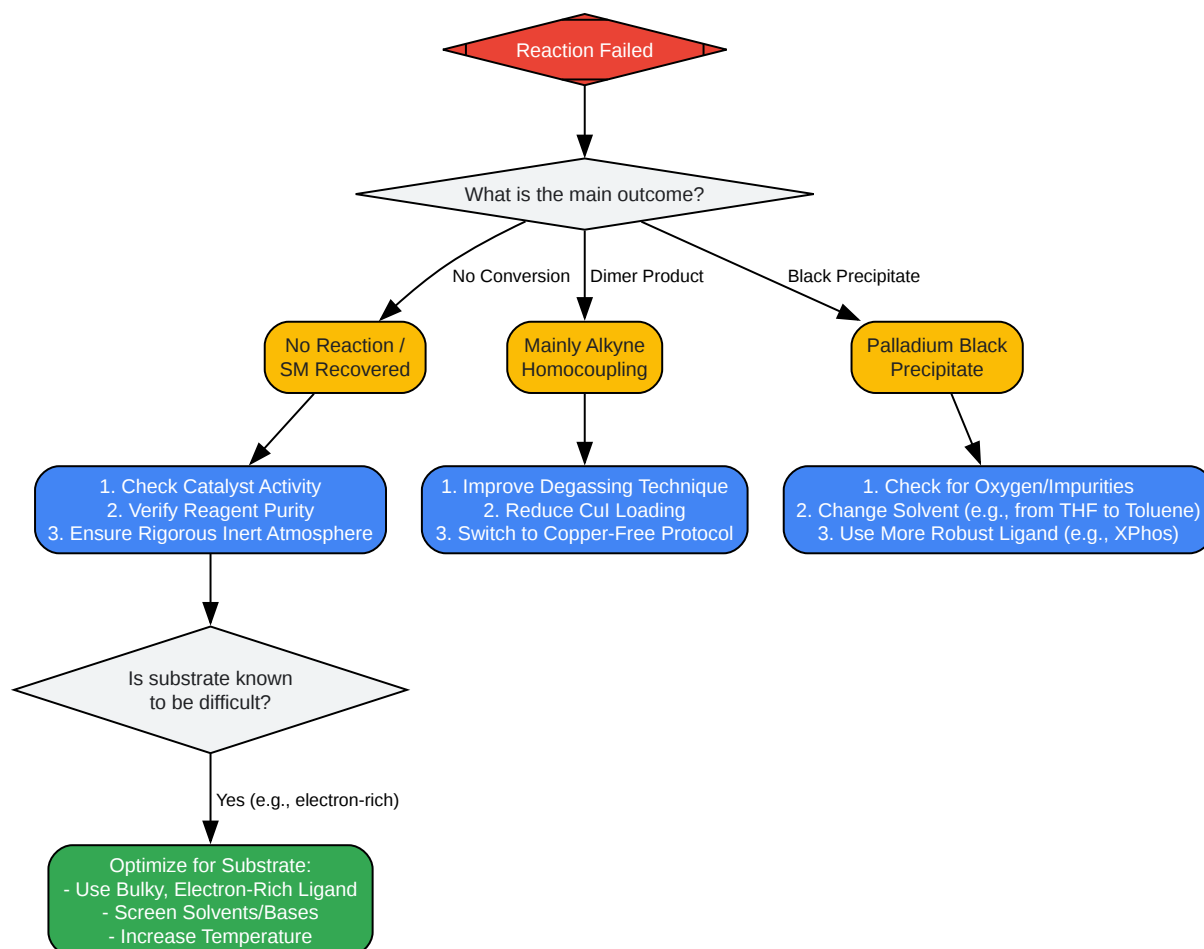 Reaction Failed
What is the main outcome?
No Conversion
Dimer Product
Black Precipitate
No Reaction /
SM Recovered
Mainly Alkyne
Homocoupling
Palladium Black
Precipitate
1. Check Catalyst Activity
2. Verify Reagent Purity
3. Ensure Rigorous Inert Atmosphere
1. Improve Degassing Technique
2. Reduce CuI Loading
3. Switch to Copper-Free Protocol
1. Check for Oxygen/Impurities
2. Change Solvent (e.g., from THF to Toluene)
3. Use More Robust Ligand (e.g., XPhos)
Is substrate known
to be difficult?
Yes (e.g., electron-rich)
Optimize for Substrate:
- Use Bulky, Electron-Rich Ligand
- Screen Solvents/Bases
- Increase Temperature